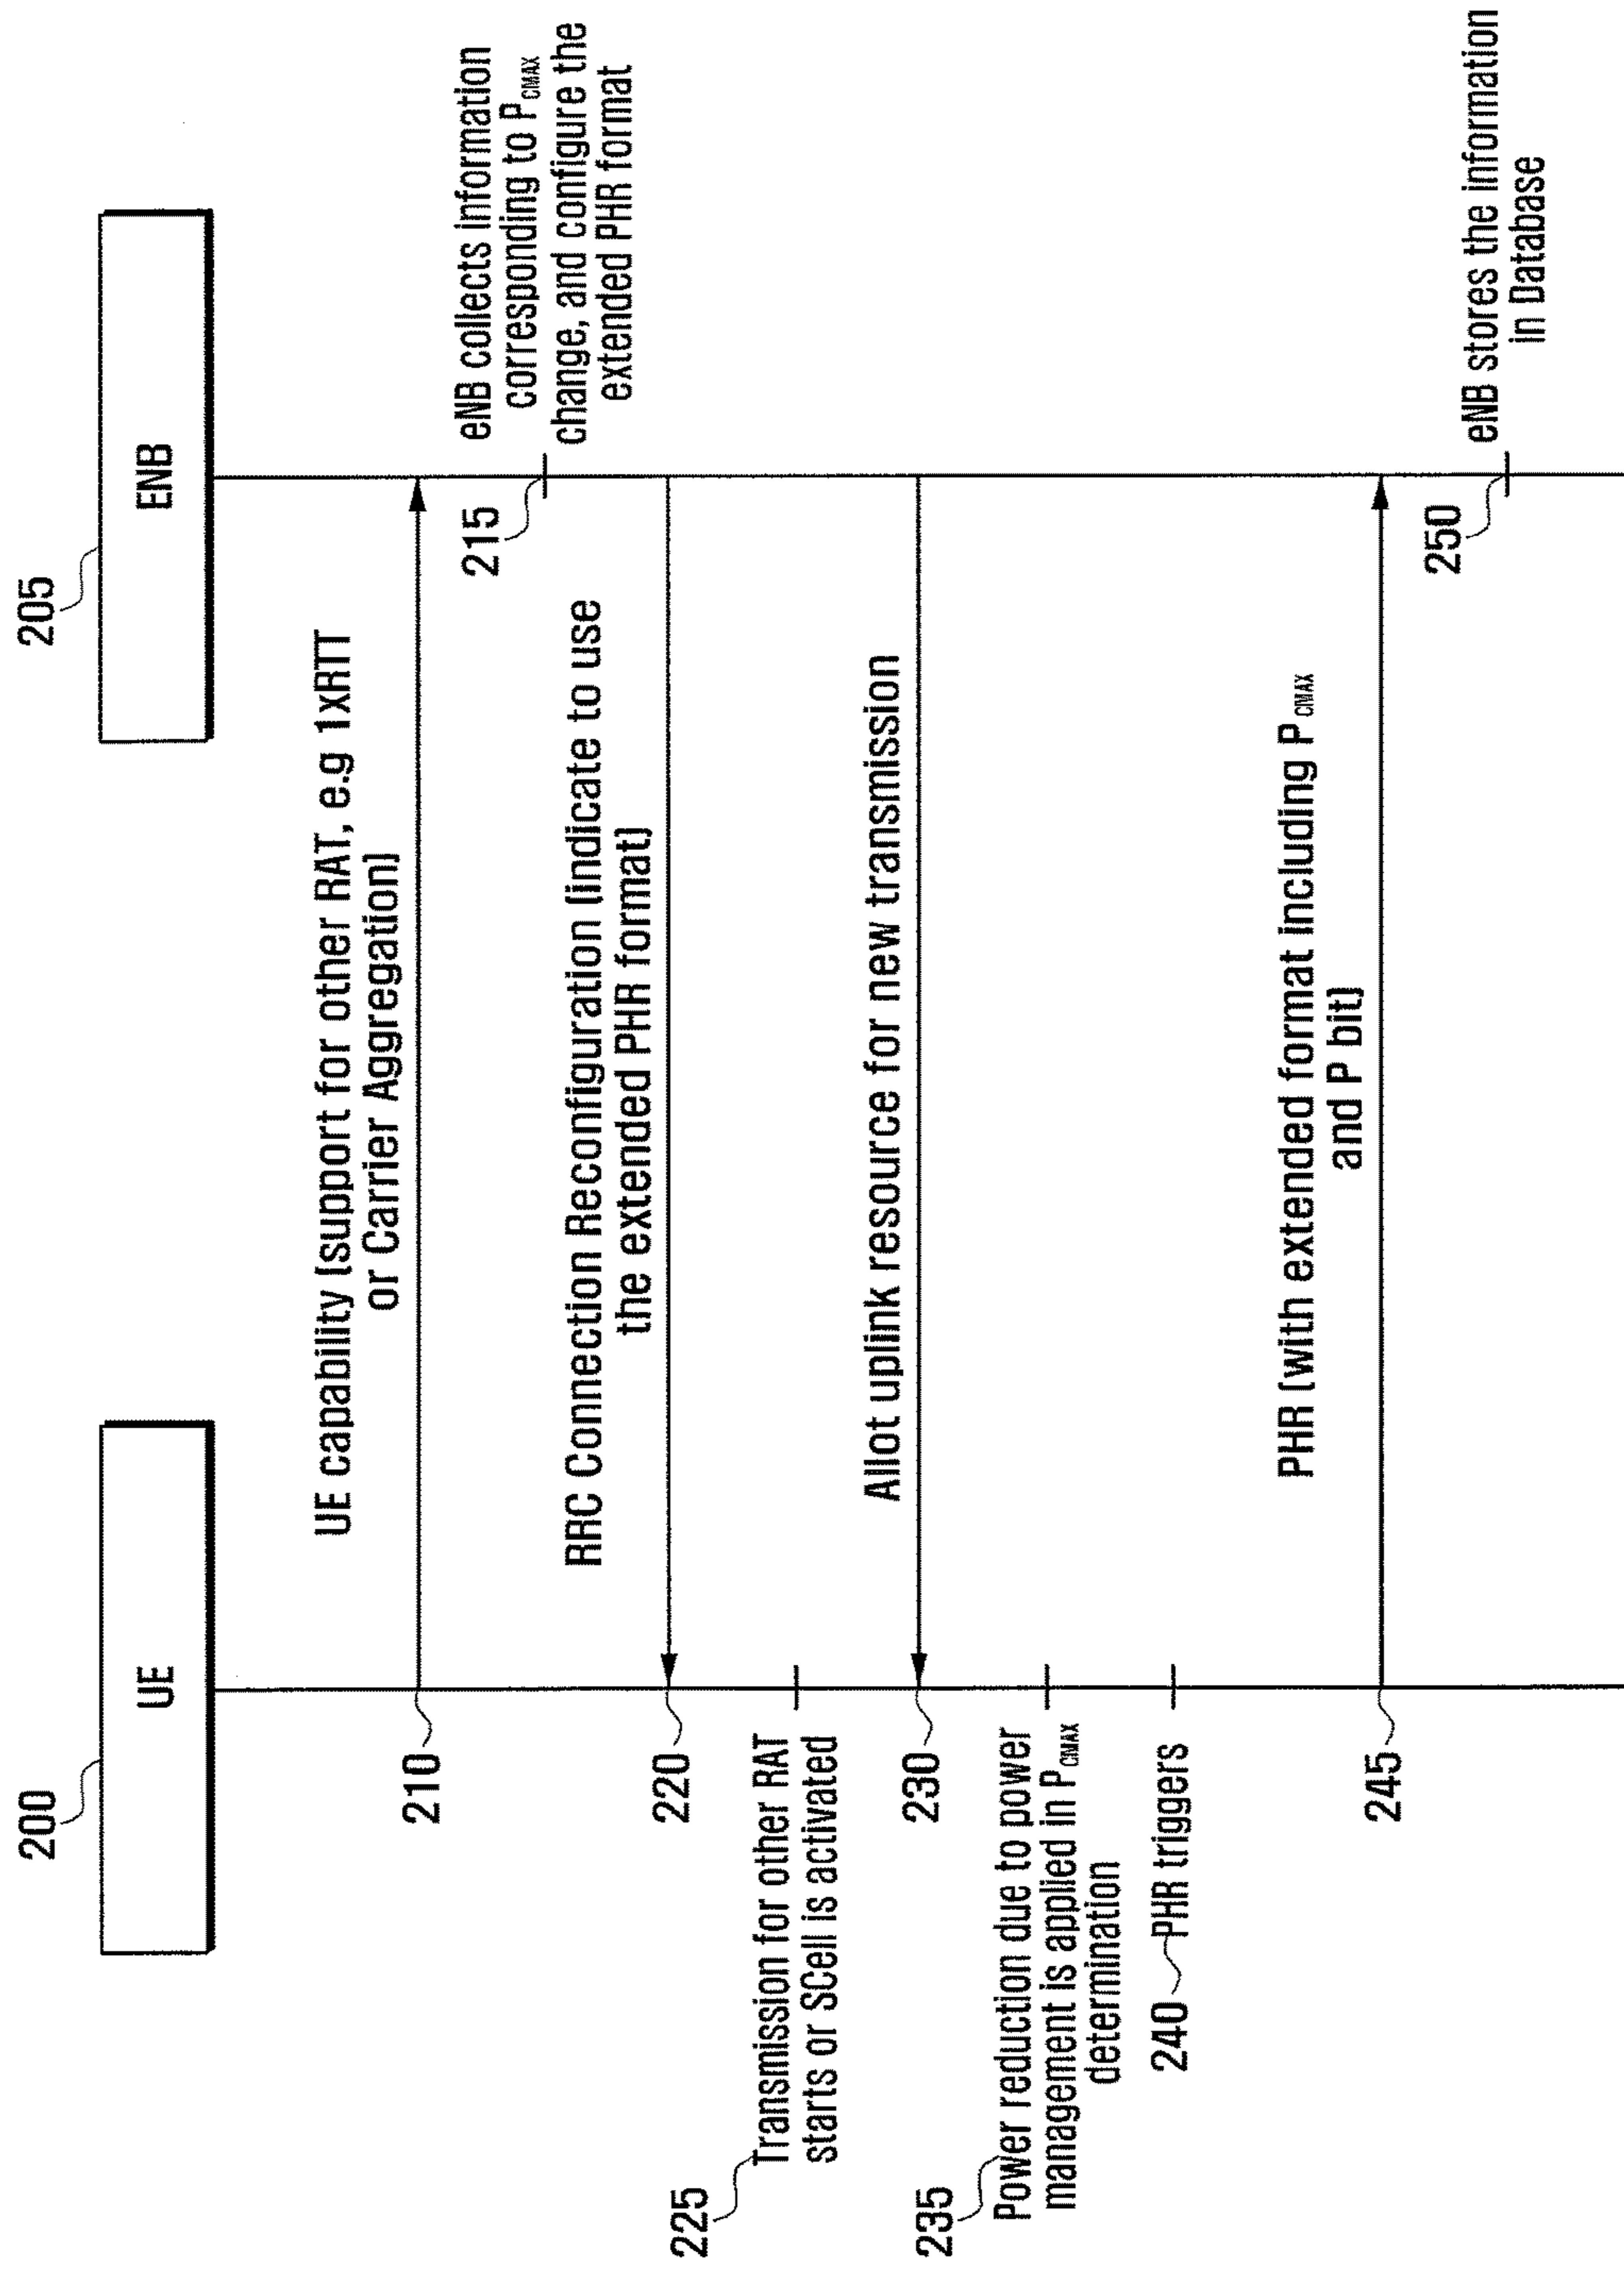 200
205
UE
ENB
UE capability (support for other RAT, e.g 1xRTT
or Carrier Aggregation)
210
215
eNB collects information
corresponding to PCMAX
change, and configure the
extended PHR format
RRC Connection Reconfiguration (indicate to use
the extended PHR format)
220
225
Transmission for other RAT
starts or SCell is activated
Allot uplink resource for new transmission
230
235
Power reduction due to power
management is applied in PCMAX
determination
240
PHR triggers
PHR (with extended format including PCMAX
and P bit)
245
250
eNB stores the information
in Database